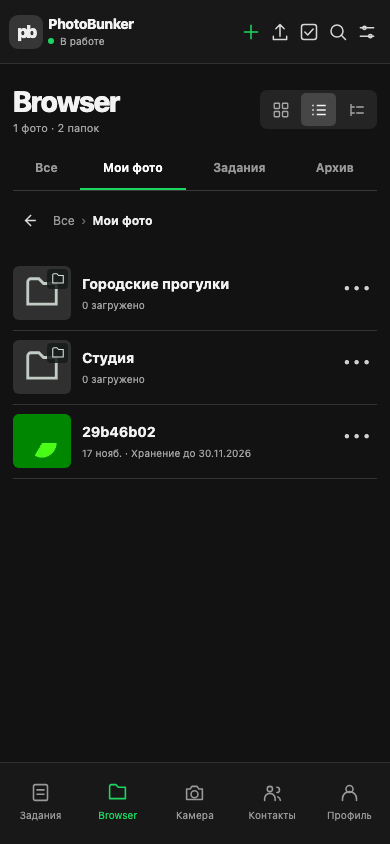 pb
PhotoBunker
В работе
Browser
1 фото · 2 папок
Все
Мои фото
Задания
Архив
Все › Мои фото
Городские прогулки
0 загружено
Студия
0 загружено
29b46b02
17 нояб. · Хранение до 30.11.2026
Задания
Browser
Камера
Контакты
Профиль